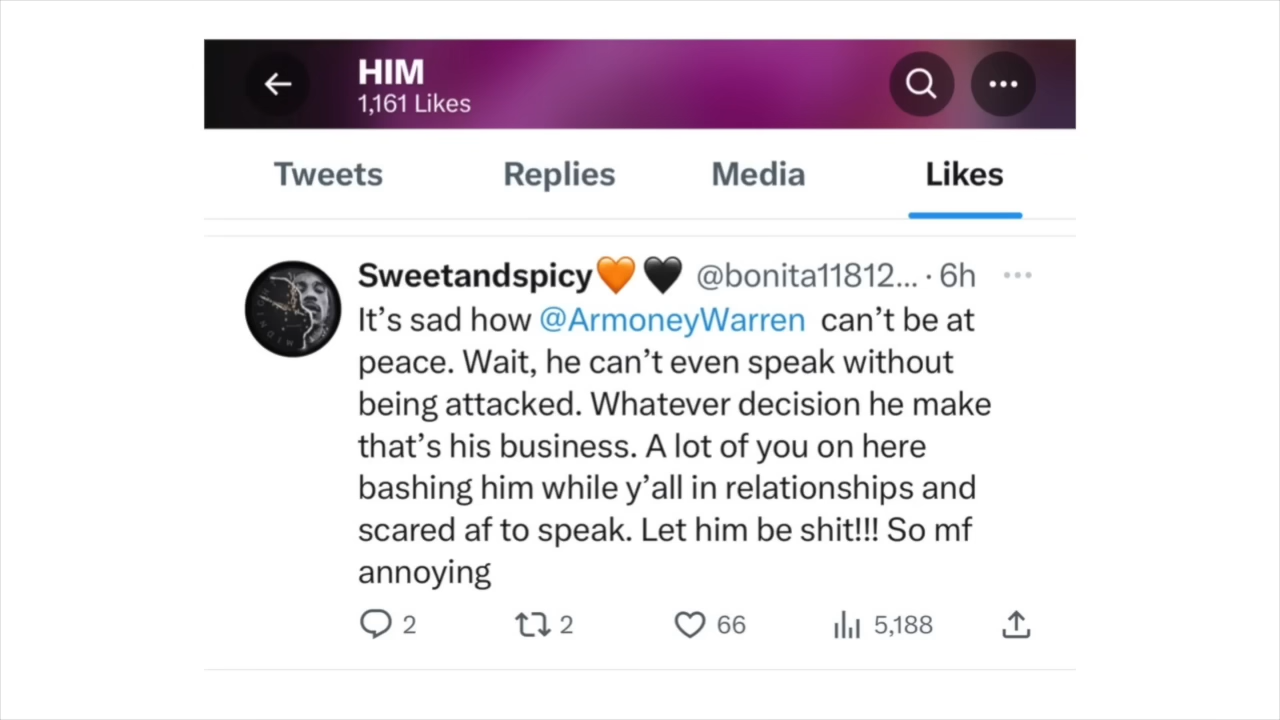 HIM
1,161 Likes
Tweets Replies Media Likes
Sweetandspicy🧡🖤 @bonita11812... · 6h
It’s sad how @ArmoneyWarren can’t be at
peace. Wait, he can’t even speak without
being attacked. Whatever decision he make
that’s his business. A lot of you on here
bashing him while y’all in relationships and
scared af to speak. Let him be shit!!! So mf
annoying
2 2 66 5,188